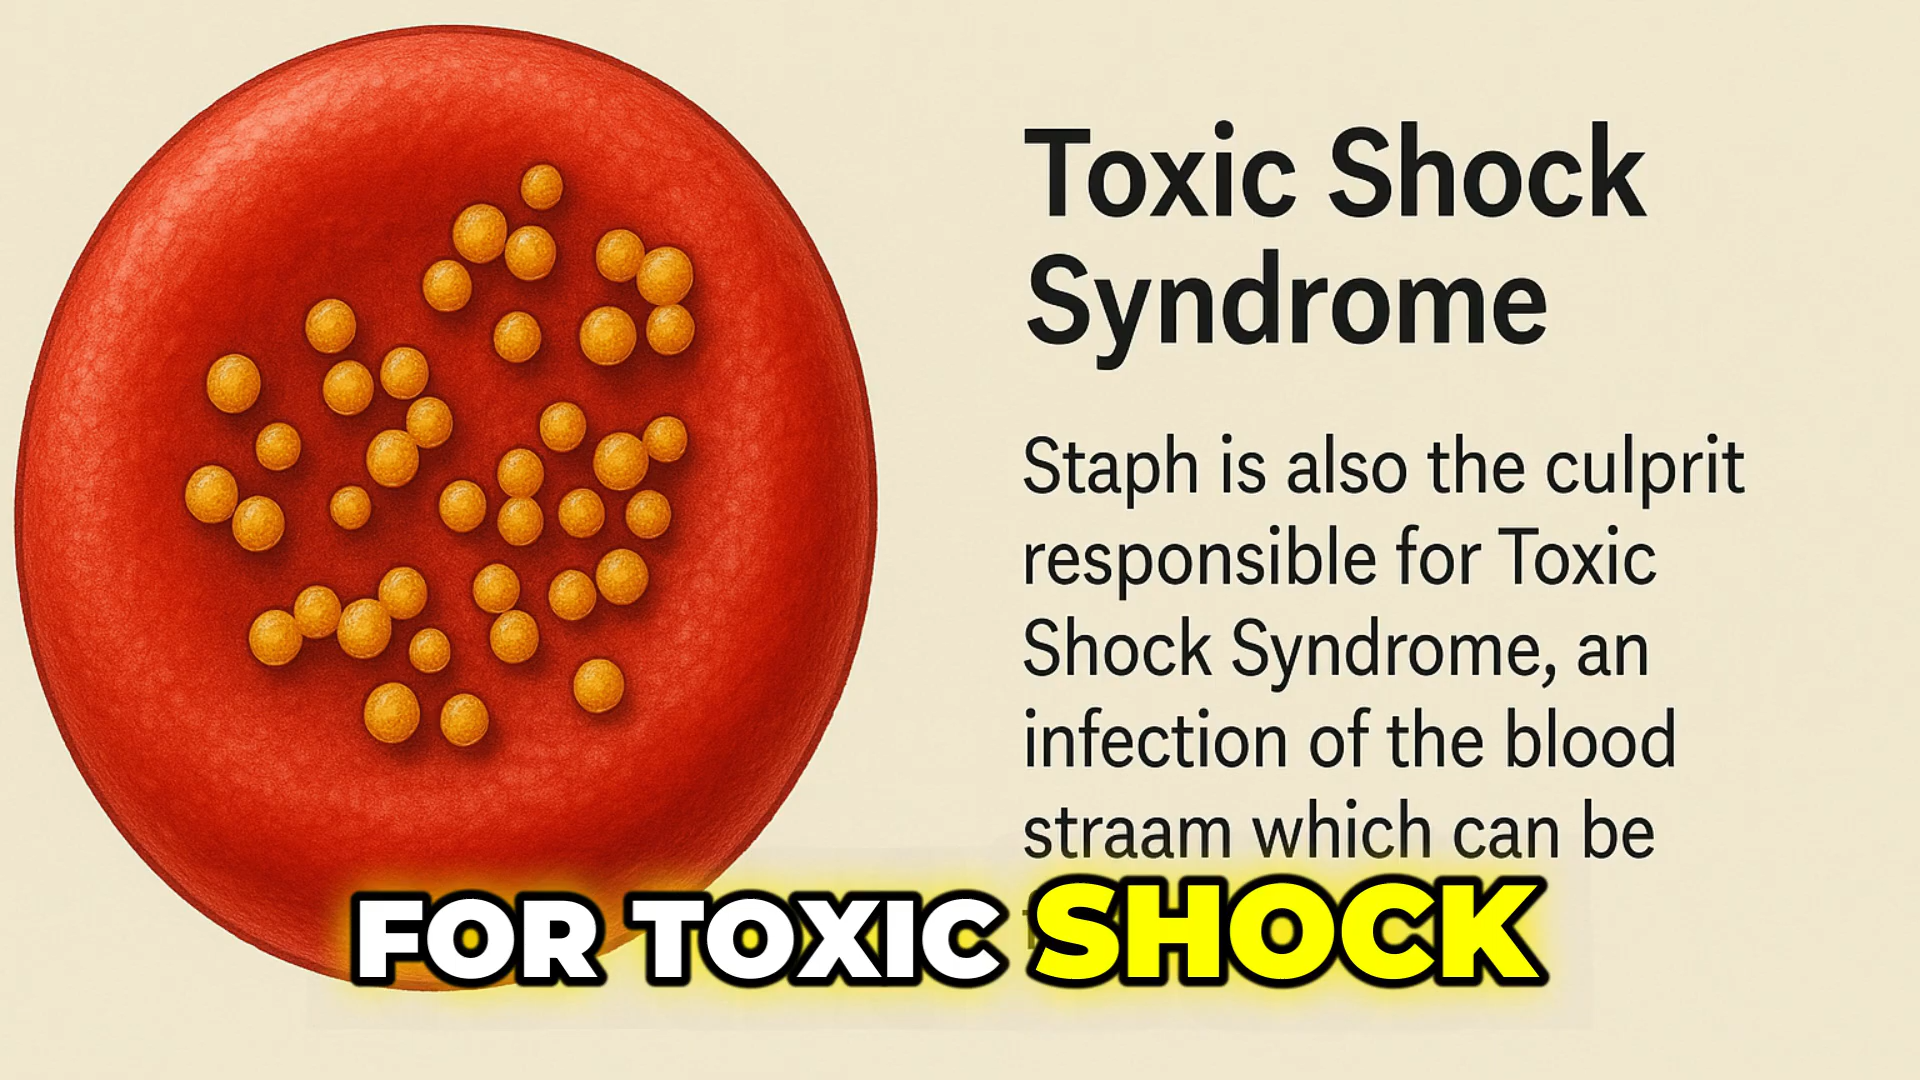 Toxic Shock
Syndrome
Staph is also the culprit
responsible for Toxic
Shock Syndrome, an
infection of the blood
straam which can be
FOR TOXIC SHOCK